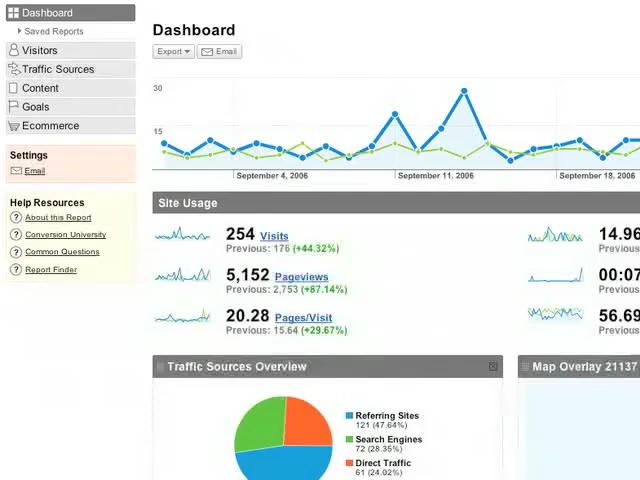 Dashboard
Saved Reports
Visitors
Traffic Sources
Content
Goals
Ecommerce
Settings
Email
Help Resources
About this Report
Conversion University
Common Questions
Report Finder
Dashboard
Export Email
30
15
September 4, 2006 September 11, 2006 September 18, 2006
Site Usage
254 Visits
Previous: 176 (+44.32%)
5,152 Pageviews
Previous: 2,753 (+87.14%)
20.28 Pages/Visit
Previous: 15.64 (+29.67%)
14.96
Previous
00:07
Previous
56.69
Previous
Traffic Sources Overview
Referring Sites
121 (47.64%)
Search Engines
72 (28.35%)
Direct Traffic
61 (24.02%)
Map Overlay 21137